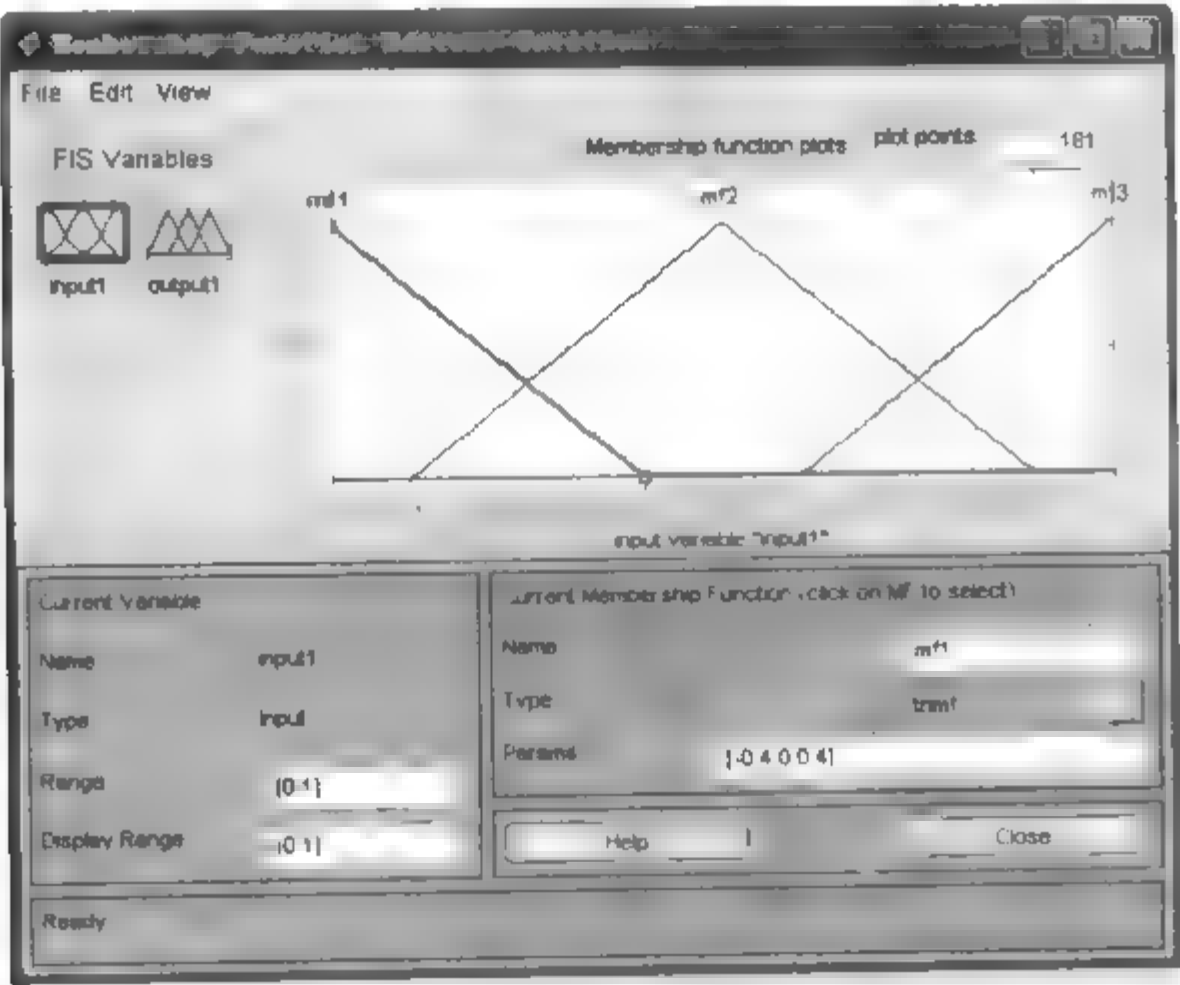 File Edit View
FIS Variables
Membership function plots plot points 181
mf1 mf2 mf3
input1 output1
input variable "input1"
Current Variable
Name input1
Type input
Range [0 1]
Display Range [0 1]
Current Membership Function (click on MF to select)
Name mf1
Type trimf
Params [-0.4 0 0.4]
Help Close
Ready